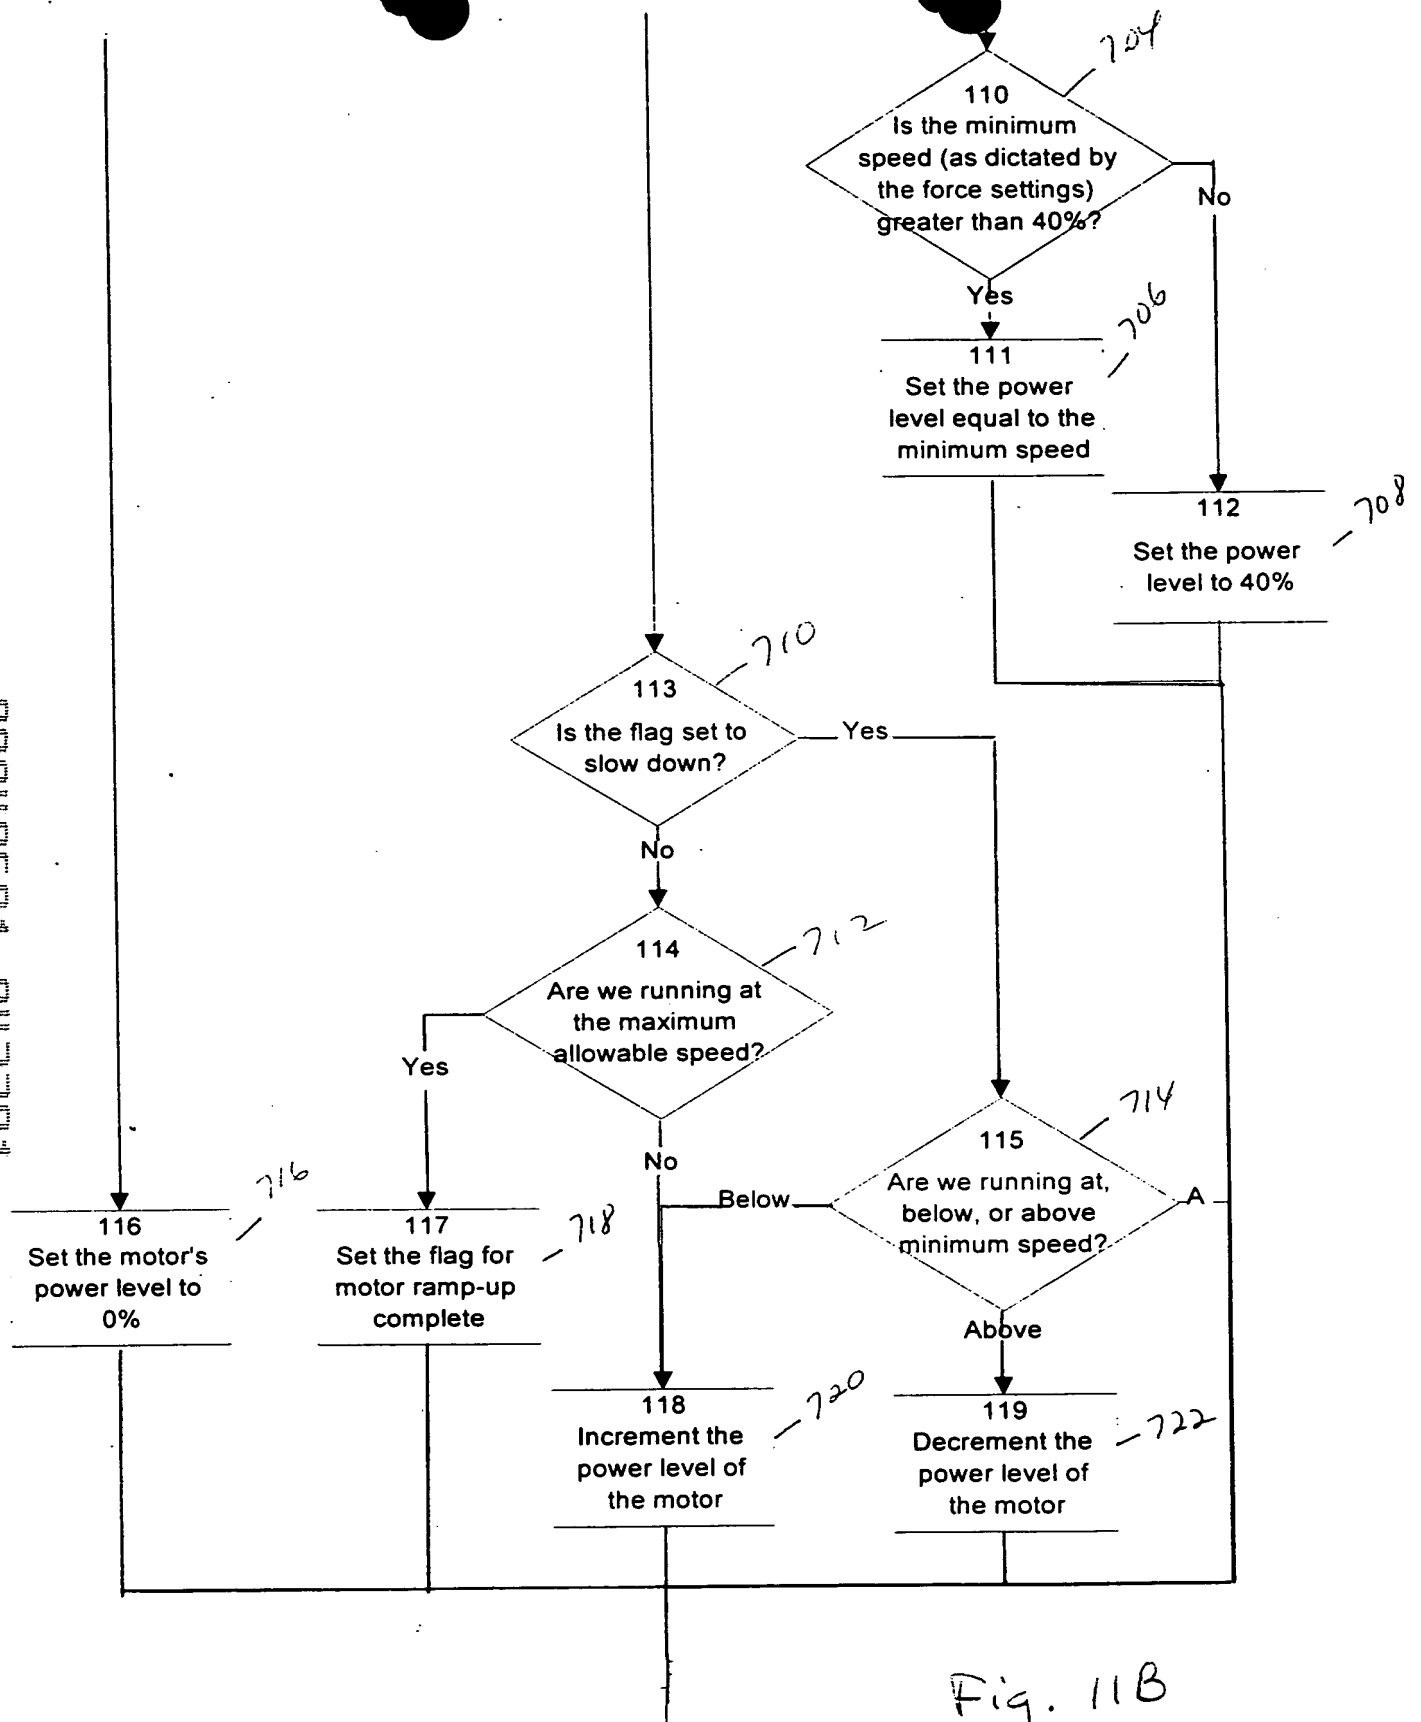 704
110
Is the minimum
speed (as dictated by
the force settings)
greater than 40%?
No
Yes
706
111
Set the power
level equal to the
minimum speed
708
112
Set the power
level to 40%
710
113
Is the flag set to
slow down?
Yes
No
712
114
Are we running at
the maximum
allowable speed?
Yes
No
714
115
Are we running at,
below, or above
minimum speed?
Below
A
Above
716
116
Set the motor's
power level to
0%
718
117
Set the flag for
motor ramp-up
complete
720
118
Increment the
power level of
the motor
722
119
Decrement the
power level of
the motor
Fig. 11B